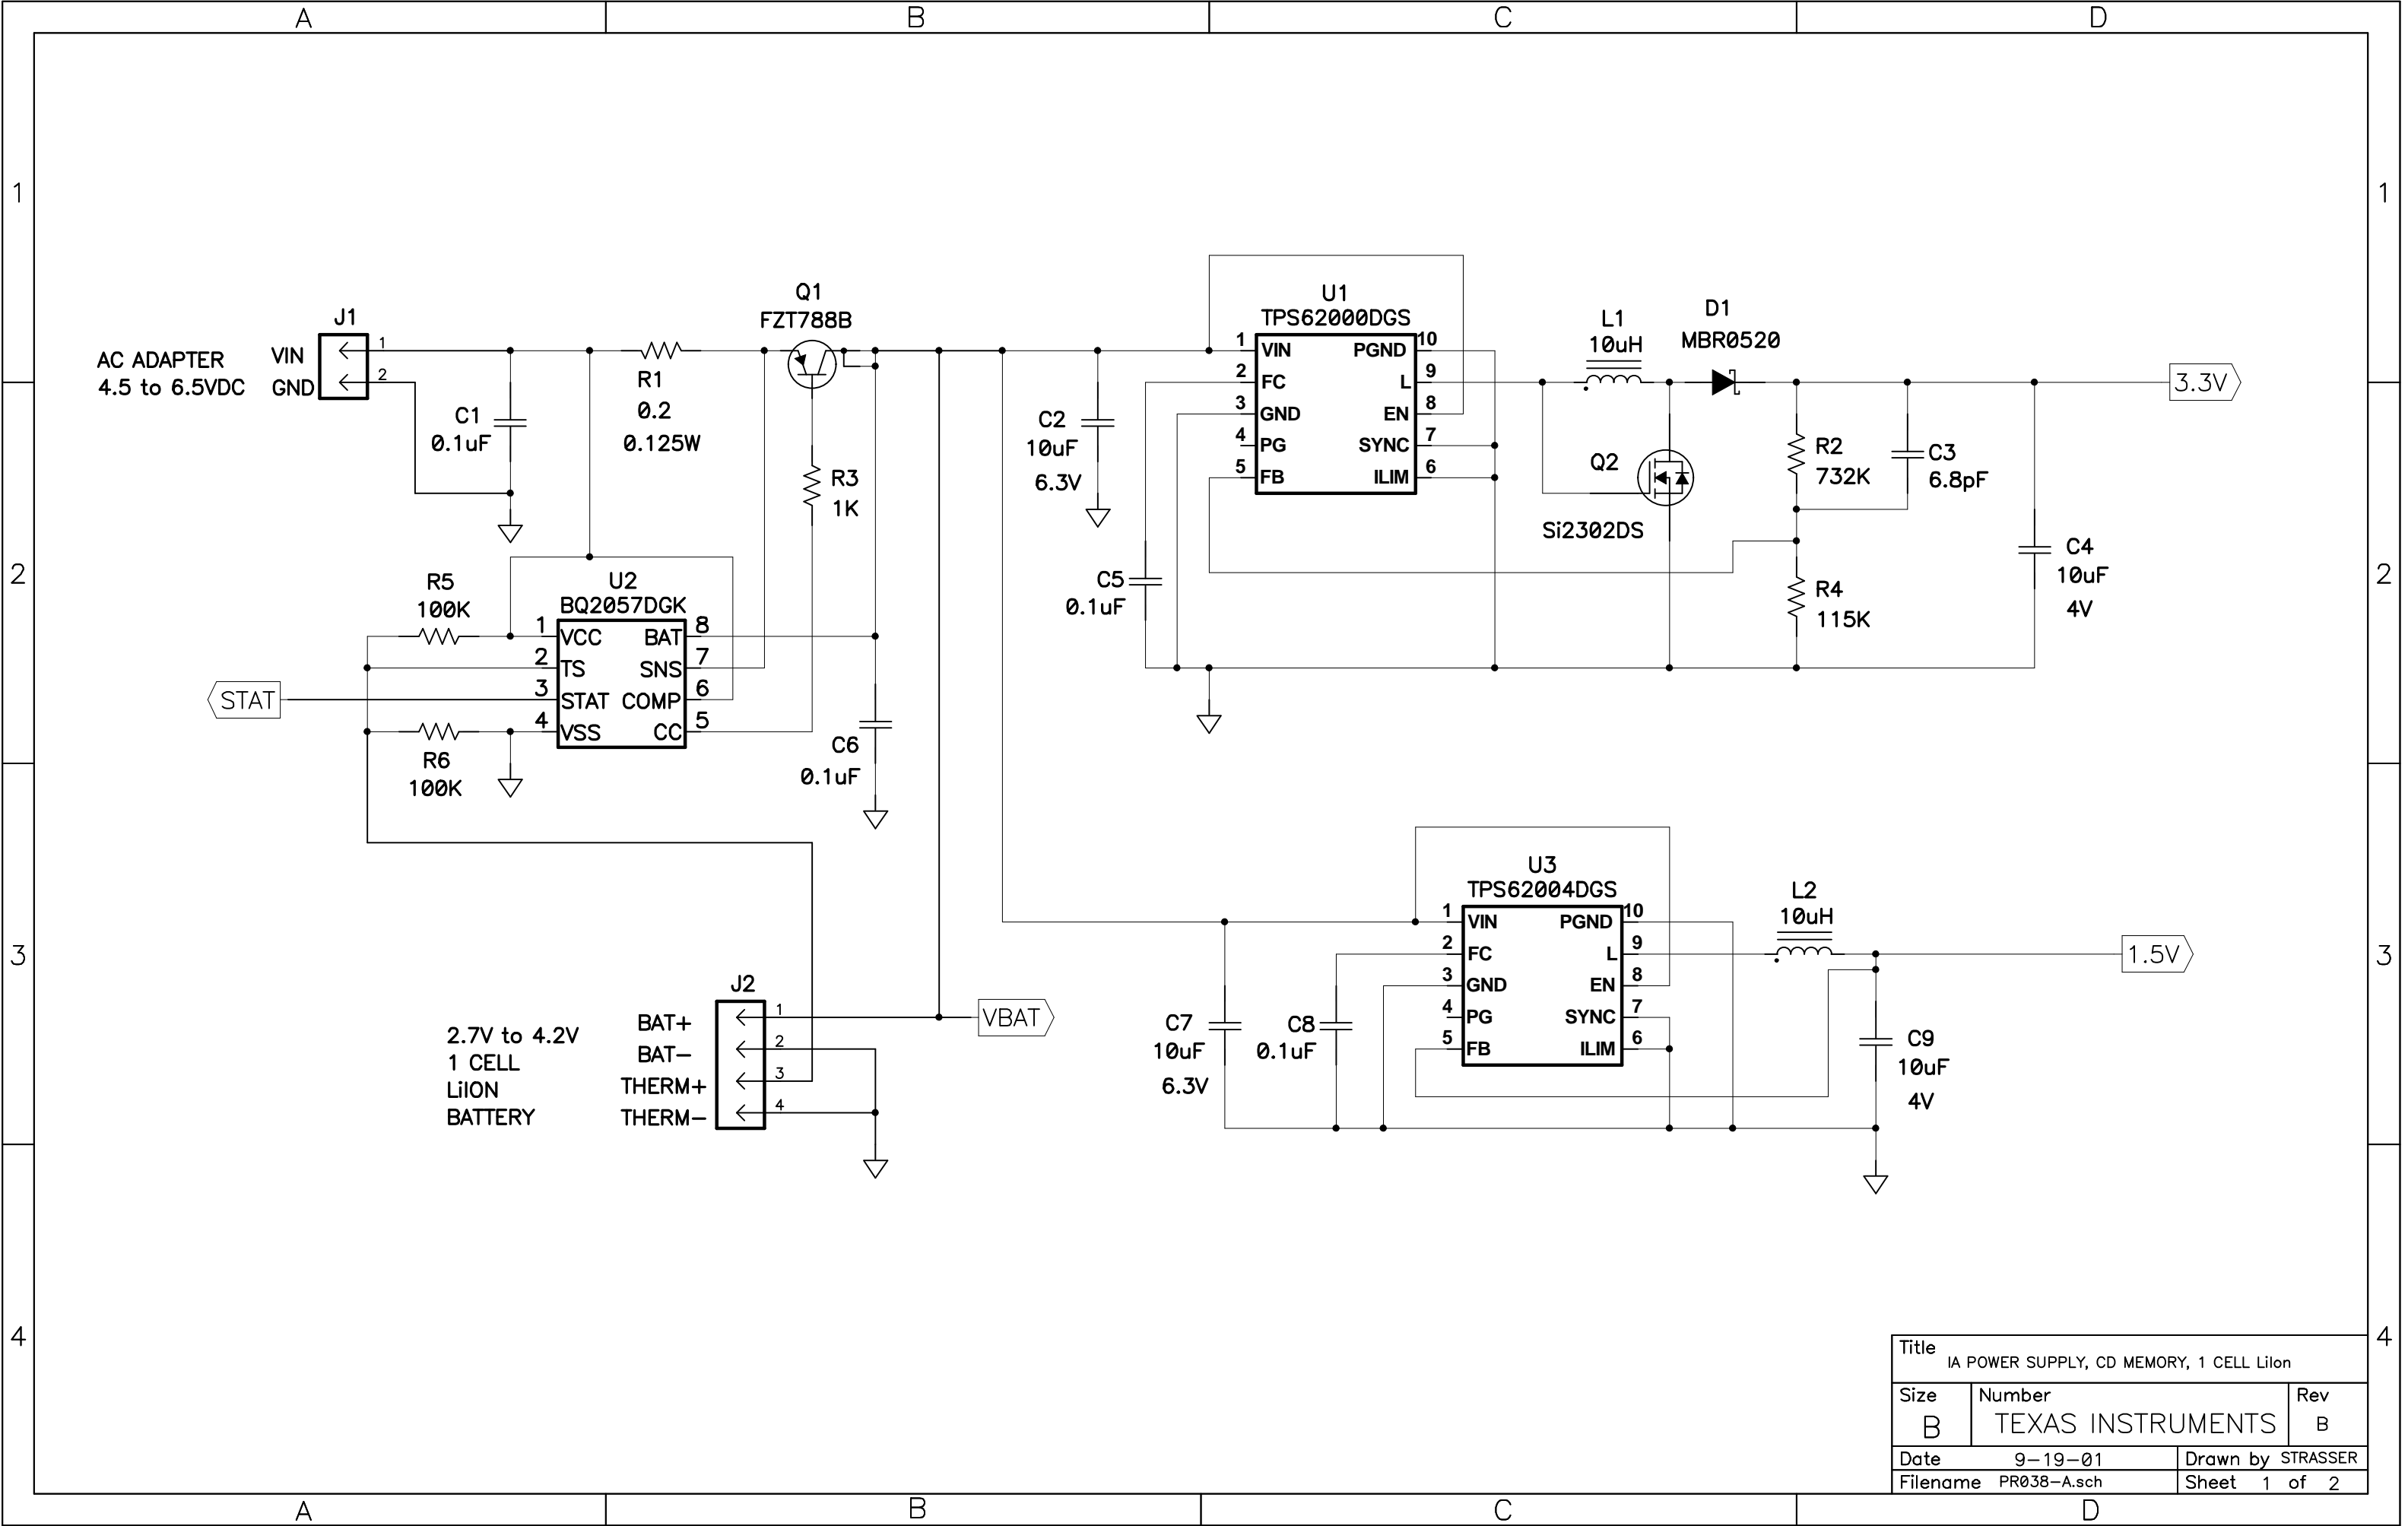 A
B
C
D
1
1
2
2
3
3
4
4
J1
AC ADAPTER
4.5 to 6.5VDC
VIN
GND
1
2
C1
0.1uF
R1
0.2
0.125W
Q1
FZT788B
R3
1K
C2
10uF
6.3V
R5
100K
R6
100K
STAT
U2
BQ2057DGK
1 VCC
2 TS
3 STAT
4 VSS
BAT 8
SNS 7
COMP 6
CC 5
C6
0.1uF
U1
TPS62000DGS
1 VIN
2 FC
3 GND
4 PG
5 FB
PGND 10
L 9
EN 8
SYNC 7
ILIM 6
C5
0.1uF
L1
10uH
D1
MBR0520
Q2
Si2302DS
R2
732K
C3
6.8pF
R4
115K
C4
10uF
4V
3.3V
J2
2.7V to 4.2V
1 CELL
LiION
BATTERY
BAT+
BAT-
THERM+
THERM-
1
2
3
4
VBAT
C7
10uF
6.3V
C8
0.1uF
U3
TPS62004DGS
1 VIN
2 FC
3 GND
4 PG
5 FB
PGND 10
L 9
EN 8
SYNC 7
ILIM 6
L2
10uH
C9
10uF
4V
1.5V
Title
IA POWER SUPPLY, CD MEMORY, 1 CELL LiIon
Size
B
Number
TEXAS INSTRUMENTS
Rev
B
Date 9-19-01
Drawn by STRASSER
Filename PR038-A.sch
Sheet 1 of 2
A
B
C
D